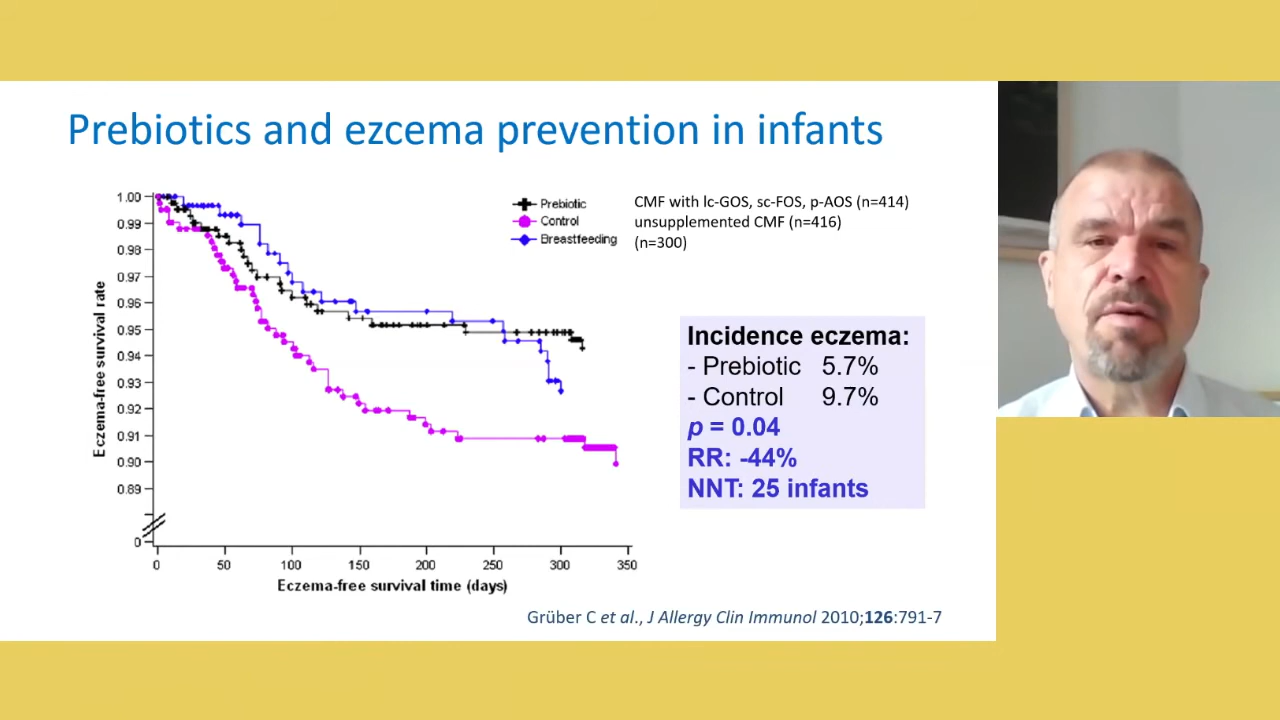 Prebiotics and ezcema prevention in infants
Prebiotic
Control
Breastfeeding
CMF with lc-GOS, sc-FOS, p-AOS (n=414)
unsupplemented CMF (n=416)
(n=300)
Eczema-free survival rate
1.00
0.99
0.98
0.97
0.96
0.95
0.94
0.93
0.92
0.91
0.90
0.89
0
0 50 100 150 200 250 300 350
Eczema-free survival time (days)
Incidence eczema:
- Prebiotic 5.7%
- Control 9.7%
p = 0.04
RR: -44%
NNT: 25 infants
Grüber C et al., J Allergy Clin Immunol 2010;126:791-7